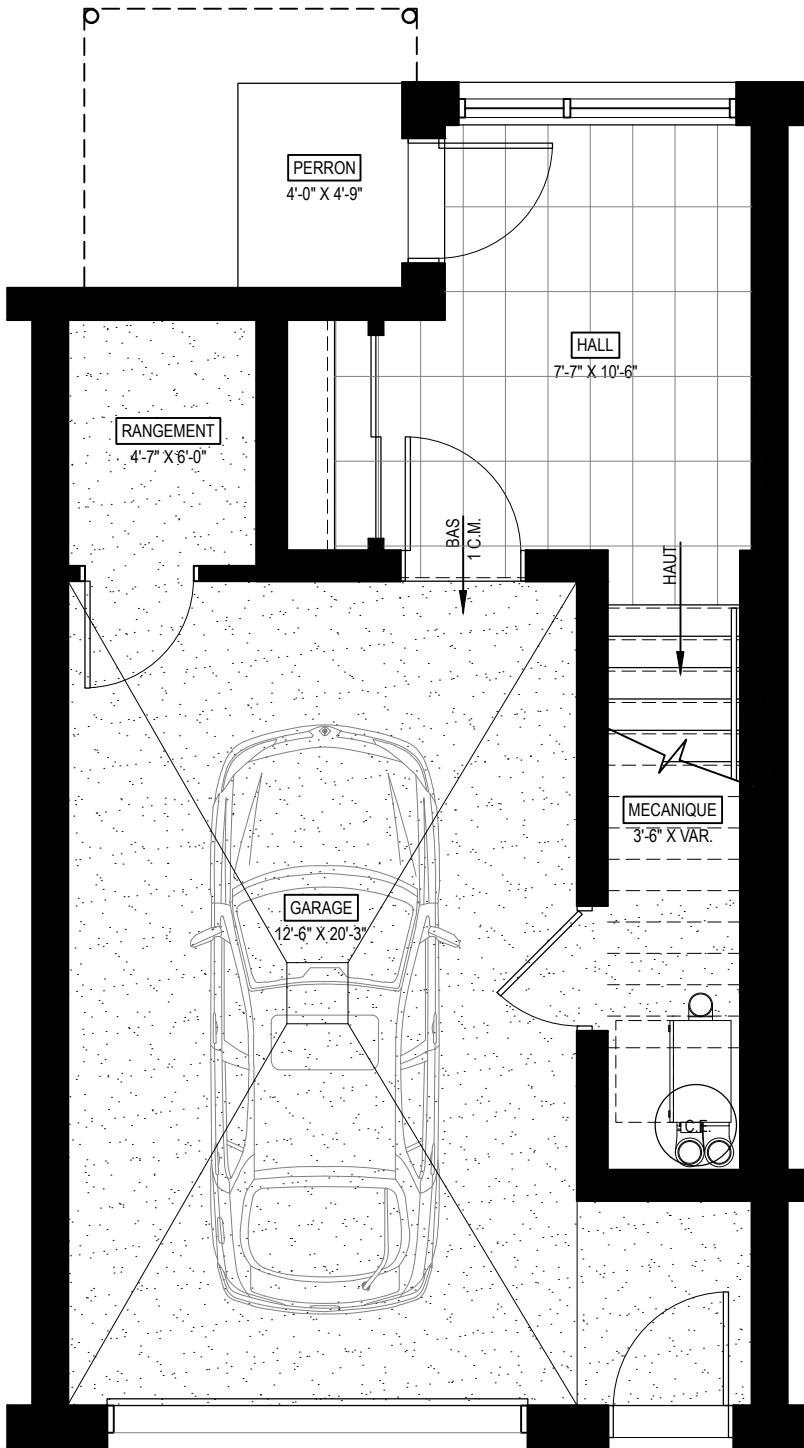 PERRON
4'-0" X 4'-9"
HALL
7'-7" X 10'-6"
RANGEMENT
4'-7" X 6'-0"
BAS
1 C.M.
HAUT
MECANIQUE
3'-6" X VAR.
GARAGE
12'-6" X 20'-3"
C.E.